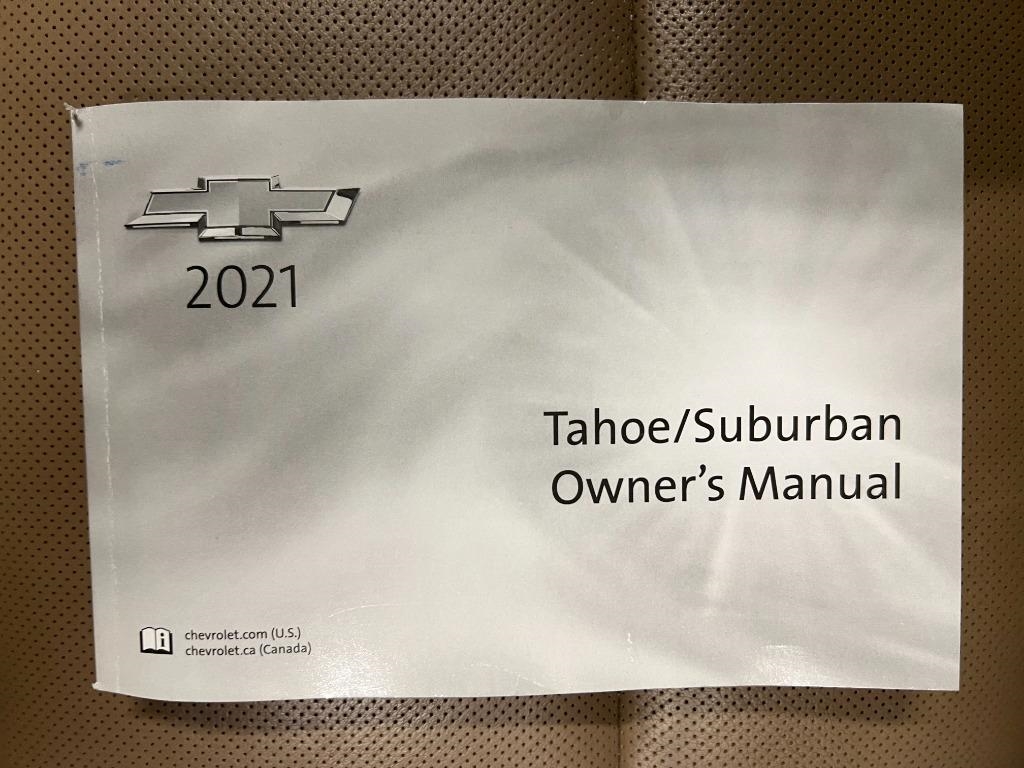 2021
Tahoe/Suburban
Owner’s Manual
chevrolet.com (U.S.)
chevrolet.ca (Canada)